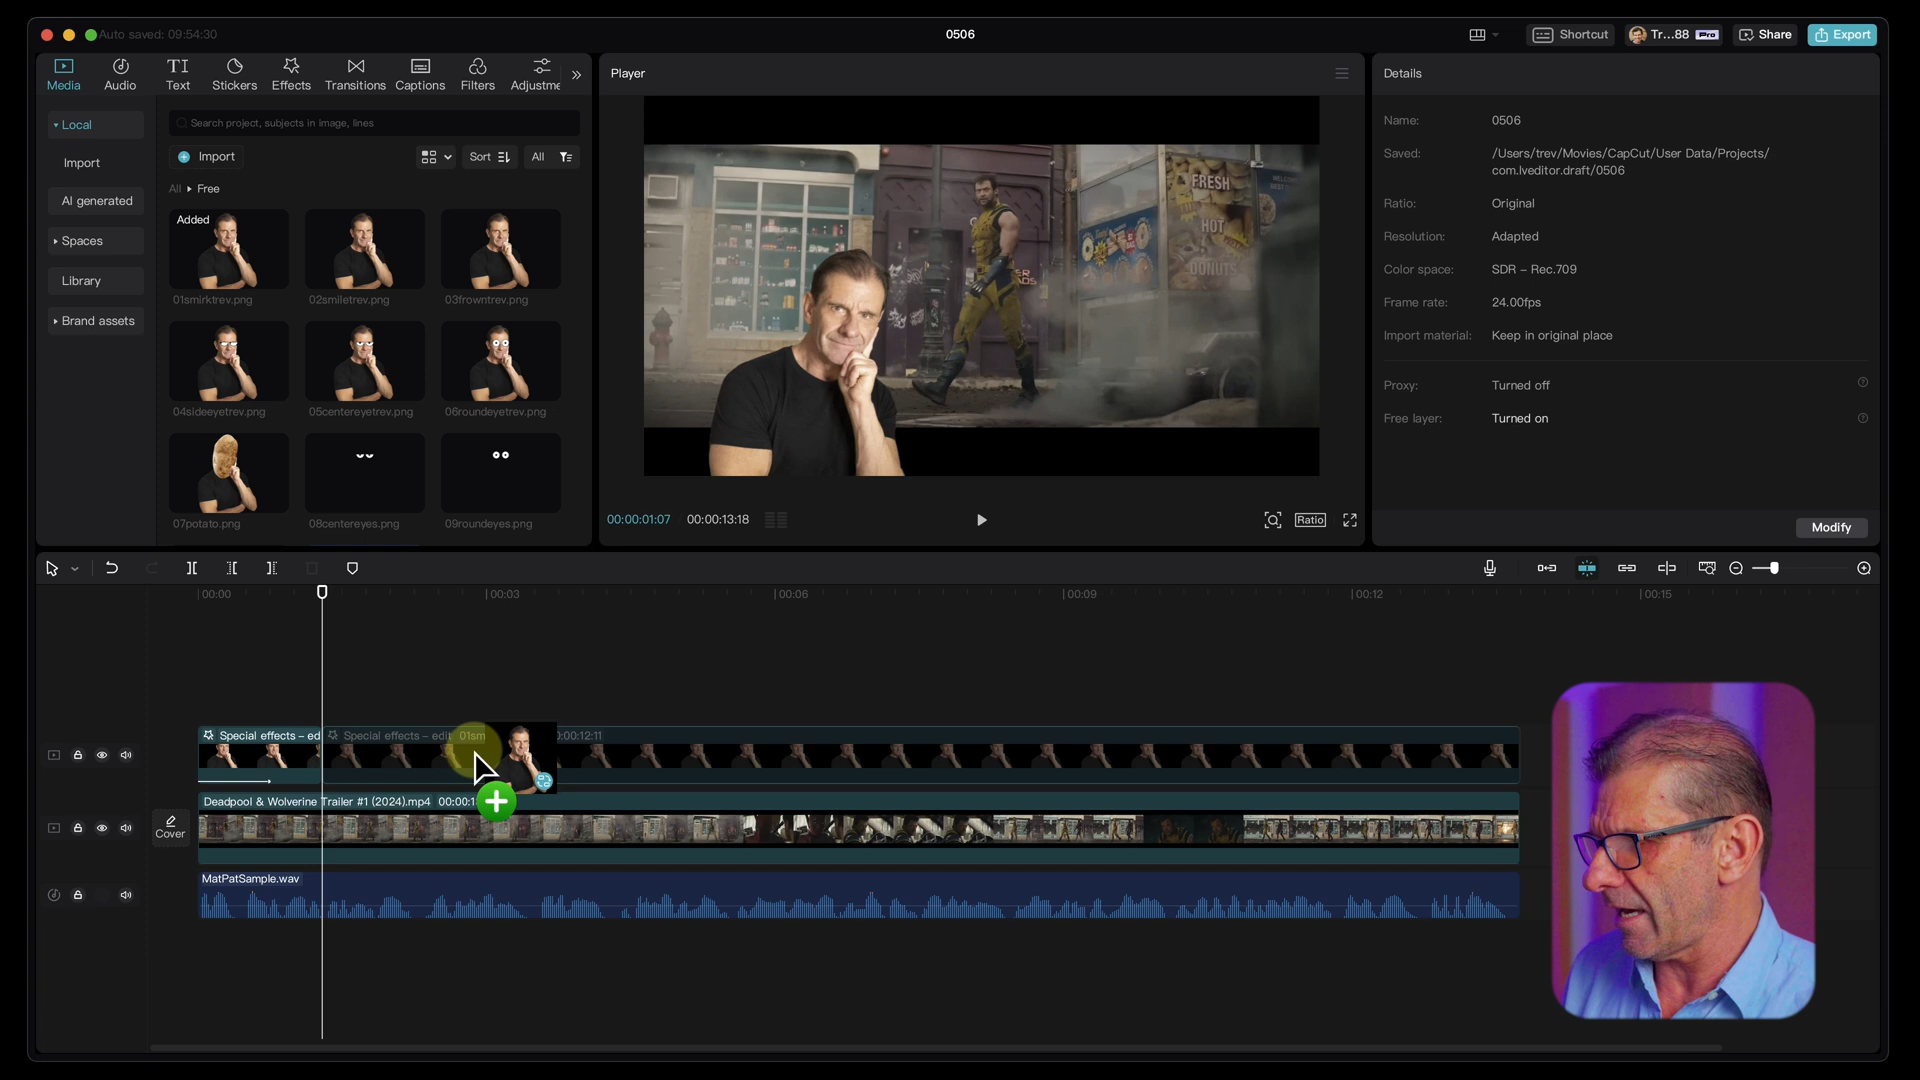 Auto saved: 09:54:30
0506
Shortcut
Tr...88 Pro
Share
Export
Media
Audio
Text
Stickers
Effects
Transitions
Captions
Filters
Adjustme
Local
Import
AI generated
Spaces
Library
Brand assets
Search project, subjects in image, lines
Import
Sort
All
All Free
Added
01smirktrev.png
02smiletrev.png
03frowntrev.png
04sideeyetrev.png
05centereyetrev.png
06roundeyetrev.png
07potato.png
08centereyes.png
09roundeyes.png
Player
FRESH
HOT
DONUTS
00:00:01:07
00:00:13:18
Ratio
Details
Name: 0506
Saved: /Users/trev/Movies/CapCut/User Data/Projects/
com.lveditor.draft/0506
Ratio: Original
Resolution: Adapted
Color space: SDR – Rec.709
Frame rate: 24.00fps
Import material: Keep in original place
Proxy: Turned off
Free layer: Turned on
Modify
00:00
00:03
00:06
00:09
00:12
00:15
Special effects – ed
Special effects – edit 01sm
0:00:12:11
Cover
Deadpool & Wolverine Trailer #1 (2024).mp4 00:00:1
MatPatSample.wav